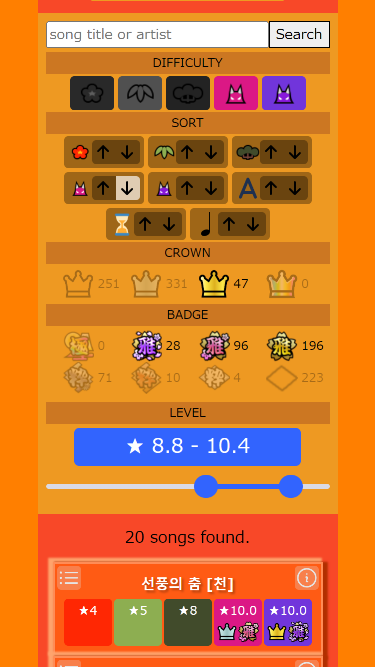 song title or artist Search
DIFFICULTY
SORT
A
CROWN
251 331 47 0
BADGE
0 28 96 196
71 10 4 223
LEVEL
★ 8.8 - 10.4
20 songs found.
선풍의 춤 [천]
★4 ★5 ★8 ★10.0 ★10.0